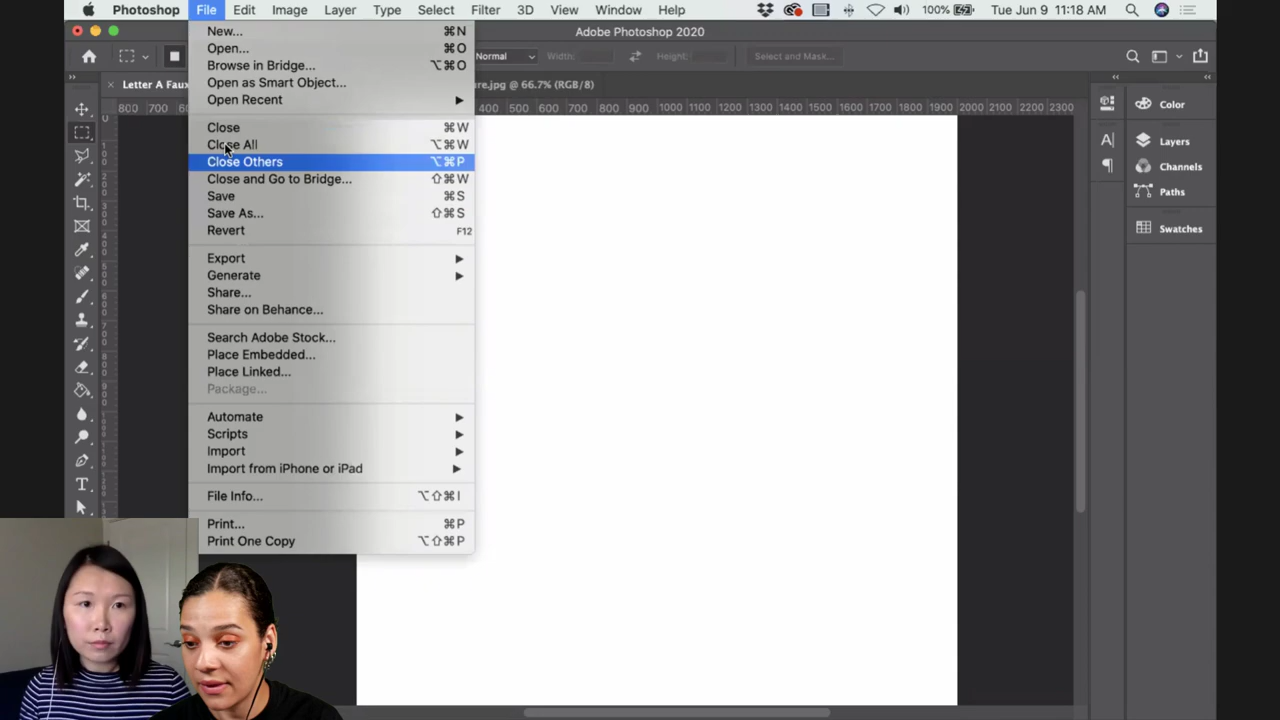 Photoshop File Edit Image Layer Type Select Filter 3D View Window Help 100% Tue Jun 9 11:18 AM
Adobe Photoshop 2020
Normal Width: Height: Select and Mask...
× Letter A Faux
re.jpg @ 66.7% (RGB/8)
800 700 400 500 600 700 800 900 1000 1100 1200 1300 1400 1500 1600 1700 1800 1900 2000 2100 2200 2300
New... ⌘N
Open... ⌘O
Browse in Bridge... ⌥⌘O
Open as Smart Object...
Open Recent ▶
Close ⌘W
Close All ⌥⌘W
Close Others ⌥⌘P
Close and Go to Bridge... ⇧⌘W
Save ⌘S
Save As... ⇧⌘S
Revert F12
Export ▶
Generate ▶
Share...
Share on Behance...
Search Adobe Stock...
Place Embedded...
Place Linked...
Package...
Automate ▶
Scripts ▶
Import ▶
Import from iPhone or iPad ▶
File Info... ⌥⇧⌘I
Print... ⌘P
Print One Copy ⌥⇧⌘P
Color
Layers
Channels
Paths
Swatches